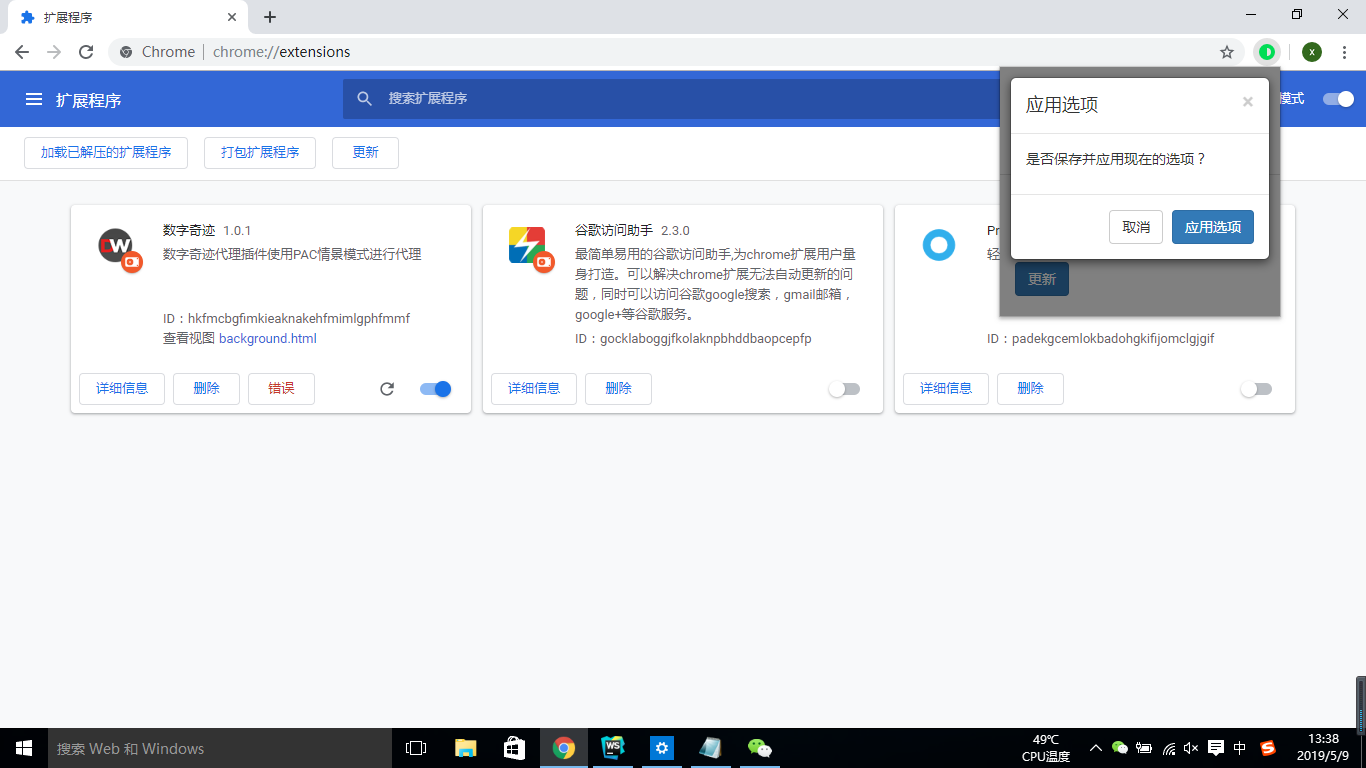 扩展程序
Chrome chrome://extensions
x
扩展程序
搜索扩展程序
模式
应用选项
是否保存并应用现在的选项？
取消 应用选项
更新
加载已解压的扩展程序 打包扩展程序 更新
数字奇迹 1.0.1
数字奇迹代理插件使用PAC情景模式进行代理
ID：hkfmcbgfimkieaknakehfmimlgphfmmf
查看视图 background.html
详细信息 删除 错误
谷歌访问助手 2.3.0
最简单易用的谷歌访问助手,为chrome扩展用户量
身打造。可以解决chrome扩展无法自动更新的问
题，同时可以访问谷歌google搜索，gmail邮箱，
google+等谷歌服务。
ID：gocklaboggjfkolaknpbhddbaopcepfp
详细信息 删除
Pr
轻
ID：padekgcemlokbadohgkifijomclgjgif
详细信息 删除
搜索 Web 和 Windows
WS
49℃
CPU温度
中
13:38
2019/5/9